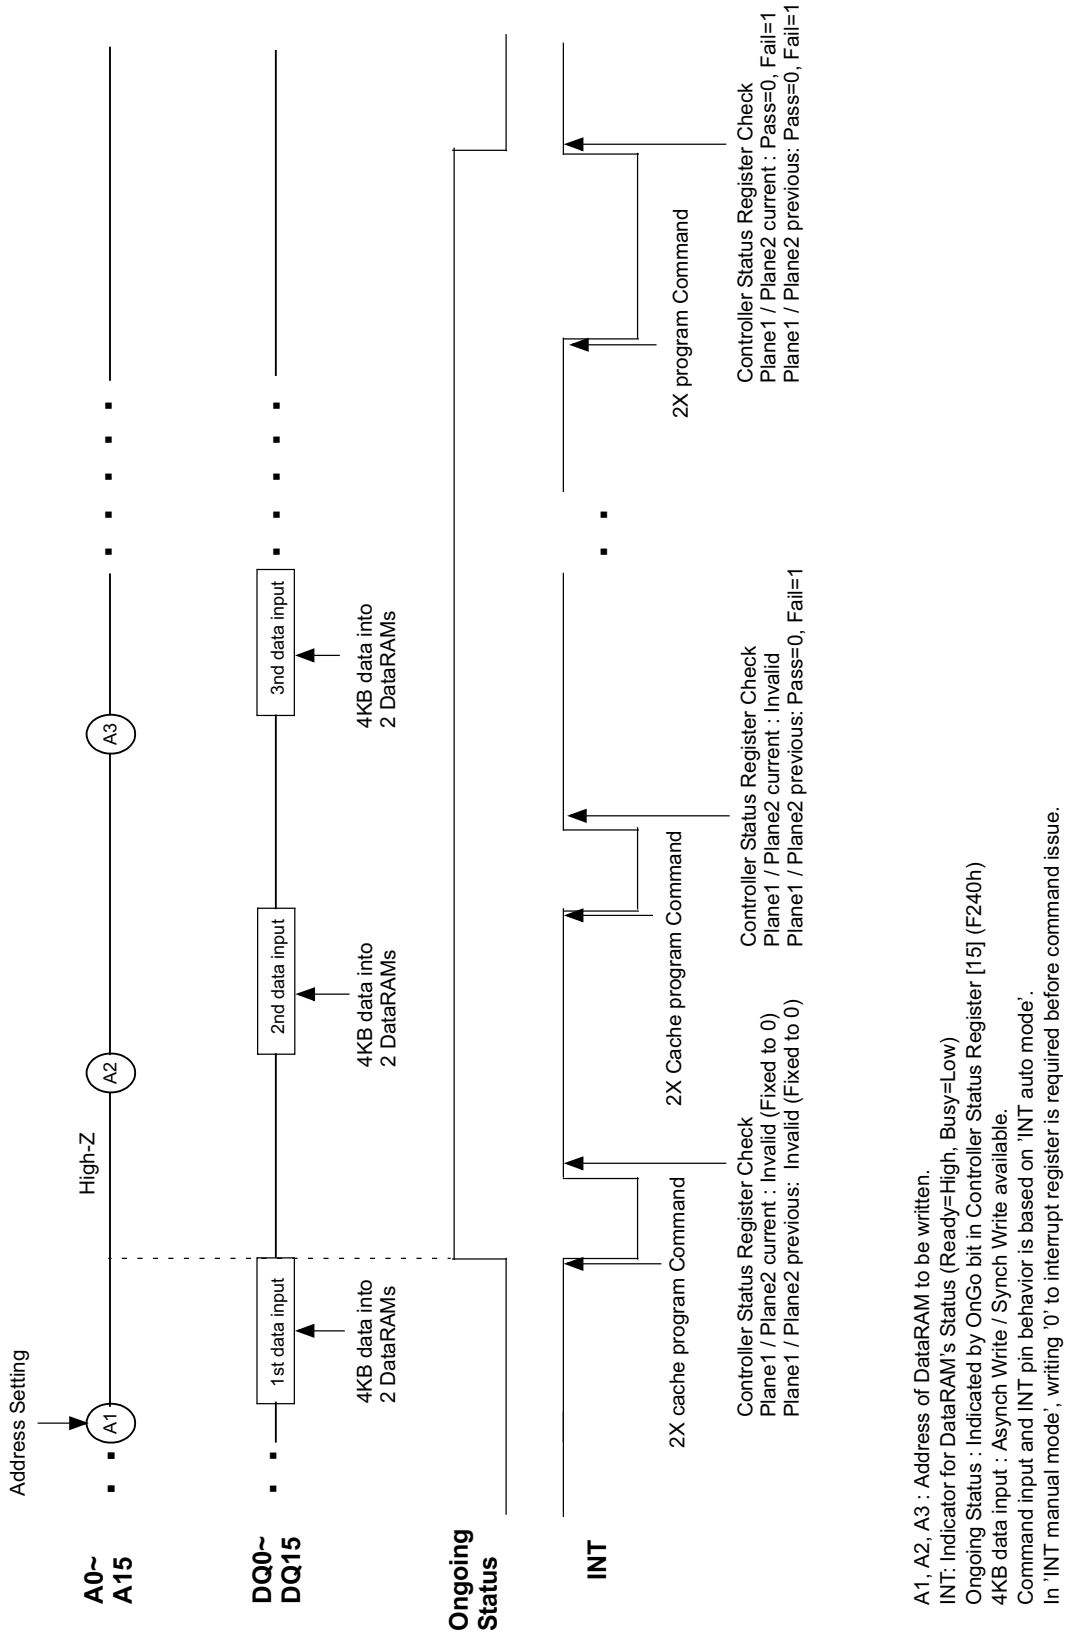 Address Setting
A0~
A15
A1
High-Z
A2
A3
DQ0~
DQ15
1st data input
2nd data input
3nd data input
4KB data into
2 DataRAMs
4KB data into
2 DataRAMs
4KB data into
2 DataRAMs
Ongoing
Status
INT
2X cache program Command
2X Cache program Command
2X program Command
Controller Status Register Check
Plane1 / Plane2 current : Invalid (Fixed to 0)
Plane1 / Plane2 previous:  Invalid (Fixed to 0)
Controller Status Register Check
Plane1 / Plane2 current : Invalid
Plane1 / Plane2 previous: Pass=0, Fail=1
Controller Status Register Check
Plane1 / Plane2 current : Pass=0, Fail=1
Plane1 / Plane2 previous: Pass=0, Fail=1
A1, A2, A3 : Address of DataRAM to be written.
INT: Indicator for DataRAM's Status (Ready=High, Busy=Low)
Ongoing Status : Indicated by OnGo bit in Controller Status Register [15] (F240h)
4KB data input : Asynch Write / Synch Write available.
Command input and INT pin behavior is based on 'INT auto mode'.
In 'INT manual mode', writing '0' to interrupt register is required before command issue.